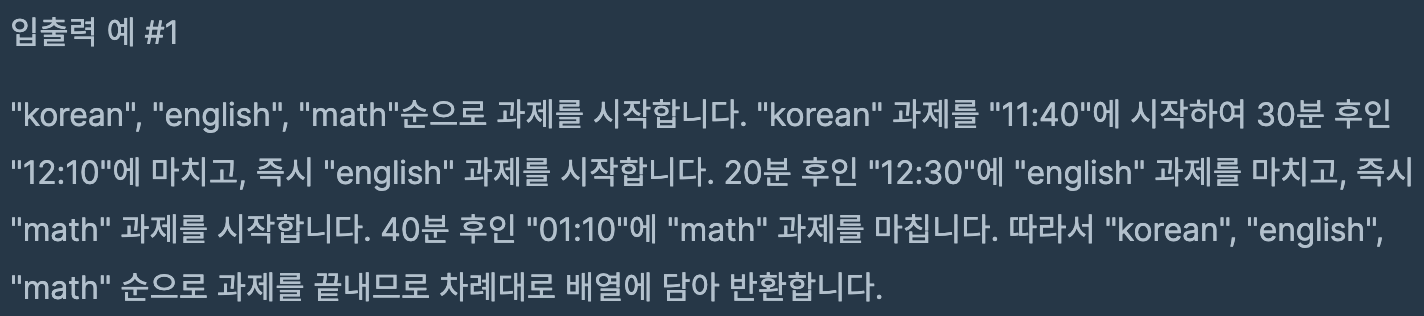 입출력 예 #1
"korean", "english", "math"순으로 과제를 시작합니다. "korean" 과제를 "11:40"에 시작하여 30분 후인
"12:10"에 마치고, 즉시 "english" 과제를 시작합니다. 20분 후인 "12:30"에 "english" 과제를 마치고, 즉시
"math" 과제를 시작합니다. 40분 후인 "01:10"에 "math" 과제를 마칩니다. 따라서 "korean", "english",
"math" 순으로 과제를 끝내므로 차례대로 배열에 담아 반환합니다.